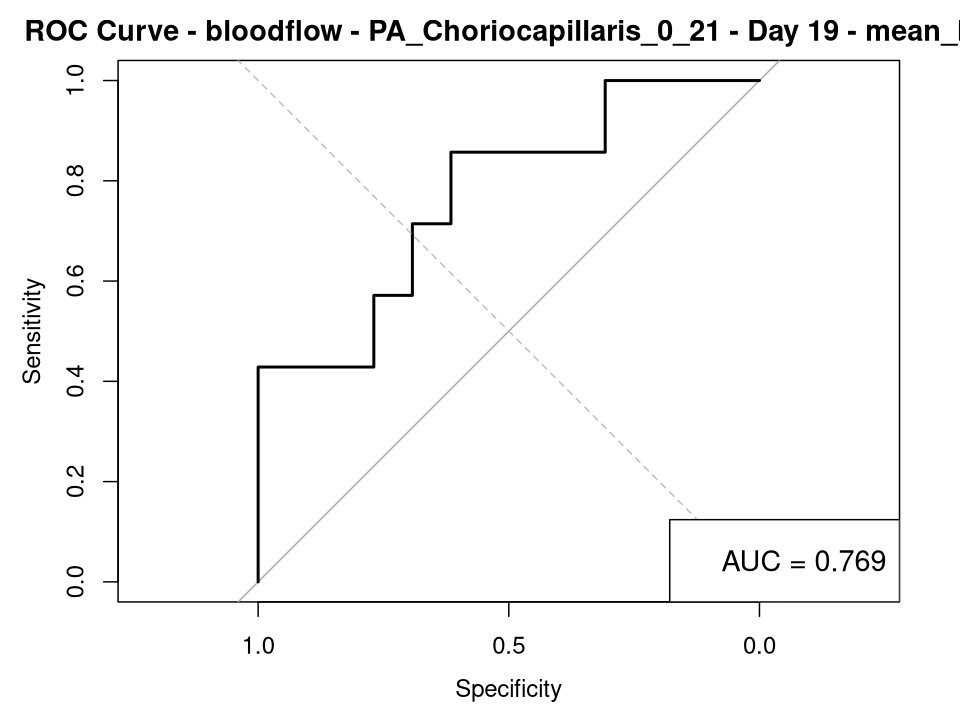 ROC Curve - bloodflow - PA_Choriocapillaris_0_21 - Day 19 - mean_
1.0
0.8
0.6
0.4
0.2
0.0
Sensitivity
AUC = 0.769
1.0 0.5 0.0
Specificity